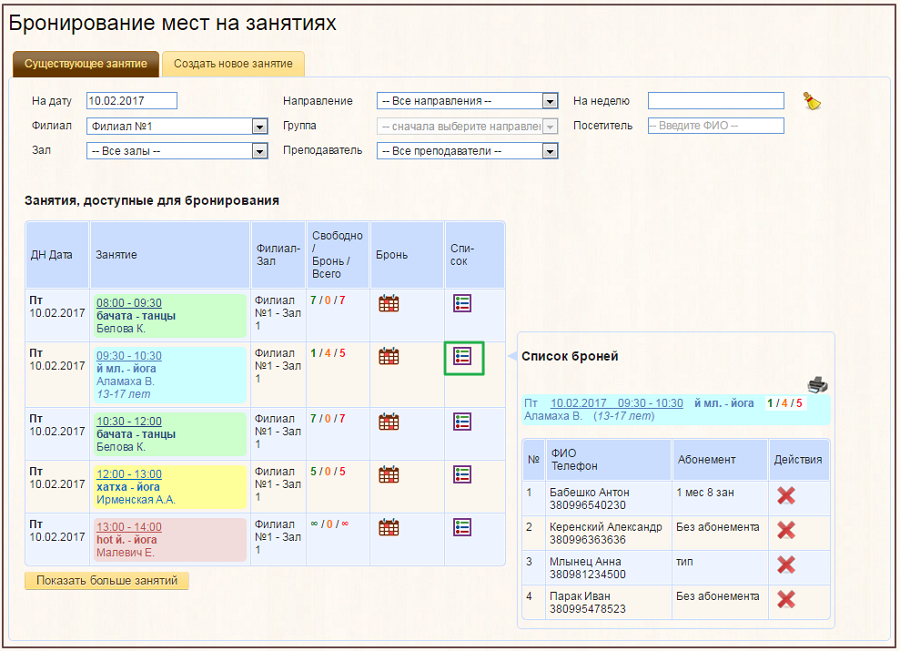 Бронирование мест на занятиях
Существующее занятие
Создать новое занятие
На дату 10.02.2017 Направление -- Все направления -- На неделю
Филиал Филиал №1 Группа -- сначала выберите направлен Посетитель -- Введите ФИО --
Зал -- Все залы -- Преподаватель -- Все преподаватели --
Занятия, доступные для бронирования
ДН Дата Занятие Филиал-Зал Свободно / Бронь / Всего Бронь Спи-сок
Пт 10.02.2017
08:00 - 09:30
бачата - танцы
Белова К.
Филиал №1 - Зал 1
7 / 0 / 7
Пт 10.02.2017
09:30 - 10:30
й мл. - йога
Аламаха В.
13-17 лет
Филиал №1 - Зал 1
1 / 4 / 5
Пт 10.02.2017
10:30 - 12:00
бачата - танцы
Белова К.
Филиал №1 - Зал 1
7 / 0 / 7
Пт 10.02.2017
12:00 - 13:00
хатха - йога
Ирменская А.А.
Филиал №1 - Зал 1
5 / 0 / 5
Пт 10.02.2017
13:00 - 14:00
hot й. - йога
Малевич Е.
Филиал №1 - Зал 1
∞ / 0 / ∞
Показать больше занятий
Список броней
Пт 10.02.2017 09:30 - 10:30 й мл. - йога 1 / 4 / 5
Аламаха В. (13-17 лет)
№ ФИО Телефон Абонемент Действия
1 Бабешко Антон 1 мес 8 зан
380996540230
2 Керенский Александр Без абонемента
380996363636
3 Млынец Анна тип
380981234500
4 Парак Иван Без абонемента
380995478523